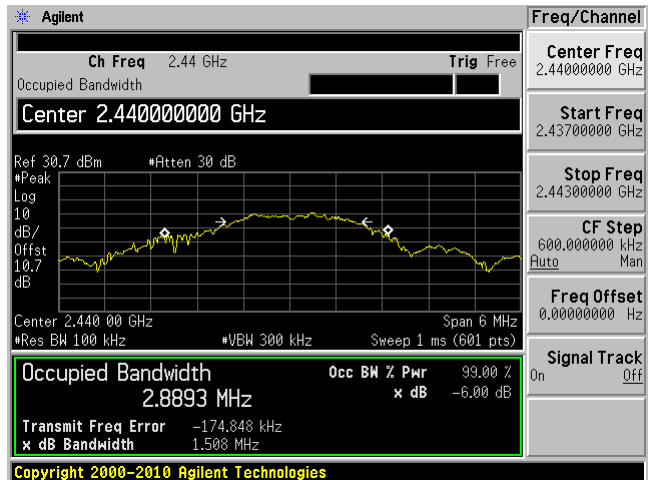 Agilent
Freq/Channel
Ch Freq 2.44 GHz Trig Free
Occupied Bandwidth
Center 2.440000000 GHz
Center Freq
2.44000000 GHz
Start Freq
2.43700000 GHz
Stop Freq
2.44300000 GHz
CF Step
600.000000 kHz
Auto Man
Freq Offset
0.00000000 Hz
Signal Track
On Off
Ref 30.7 dBm #Atten 30 dB
#Peak
Log
10
dB/
Offst
10.7
dB
Center 2.440 00 GHz Span 6 MHz
#Res BW 100 kHz #VBW 300 kHz Sweep 1 ms (601 pts)
Occupied Bandwidth Occ BW % Pwr 99.00 %
2.8893 MHz x dB -6.00 dB
Transmit Freq Error -174.848 kHz
x dB Bandwidth 1.508 MHz
Copyright 2000-2010 Agilent Technologies